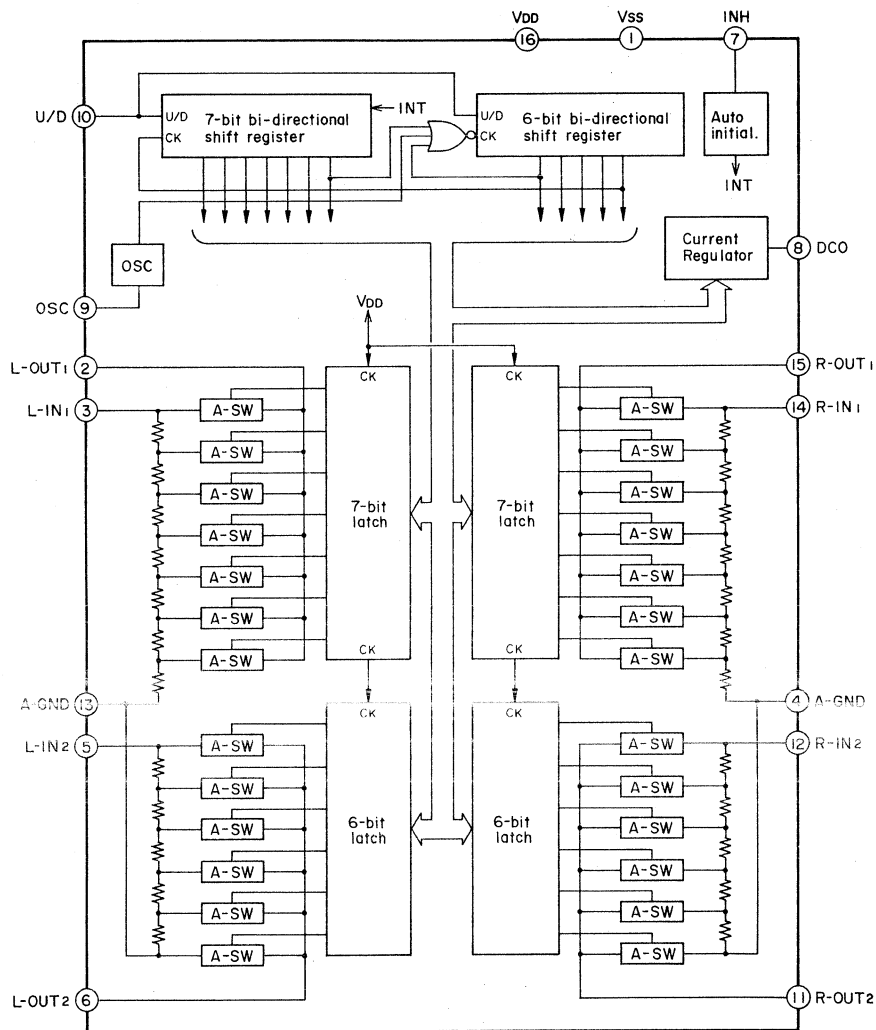 VDD VSS INH
16 1 7
U/D 10
U/D 7-bit bi-directional
CK shift register
INT
U/D 6-bit bi-directional
CK shift register
Auto
initial.
INT
OSC
OSC 9
Current
Regulator
8 DCO
VDD
L-OUT1 2
L-IN1 3
CK
CK
15 R-OUT1
14 R-IN1
A-SW
A-SW
A-SW
A-SW
A-SW
A-SW
A-SW
7-bit
latch
CK
7-bit
latch
CK
A-SW
A-SW
A-SW
A-SW
A-SW
A-SW
A-SW
A-GND 13
4 A-GND
L-IN2 5
12 R-IN2
CK
CK
A-SW
A-SW
A-SW
A-SW
A-SW
A-SW
6-bit
latch
6-bit
latch
A-SW
A-SW
A-SW
A-SW
A-SW
A-SW
L-OUT2 6
11 R-OUT2